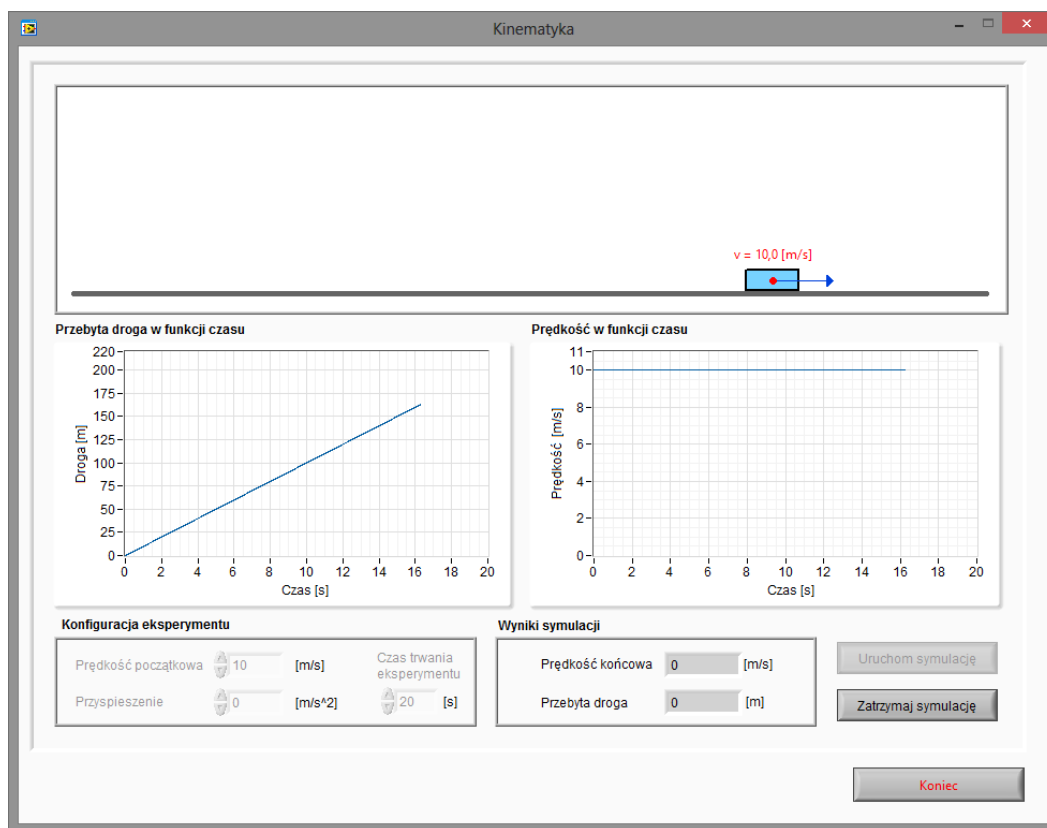 Kinematyka
v = 10,0 [m/s]
Przebyta droga w funkcji czasu
220
200
175
150
125
100
75
50
25
0
Droga [m]
0 2 4 6 8 10 12 14 16 18 20
Czas [s]
Prędkość w funkcji czasu
11
10
8
6
4
2
0
Prędkość [m/s]
0 2 4 6 8 10 12 14 16 18 20
Czas [s]
Konfiguracja eksperymentu
Prędkość początkowa 10 [m/s]
Przyspieszenie 0 [m/s^2]
Czas trwania
eksperymentu
20 [s]
Wyniki symulacji
Prędkość końcowa 0 [m/s]
Przebyta droga 0 [m]
Uruchom symulację
Zatrzymaj symulację
Koniec